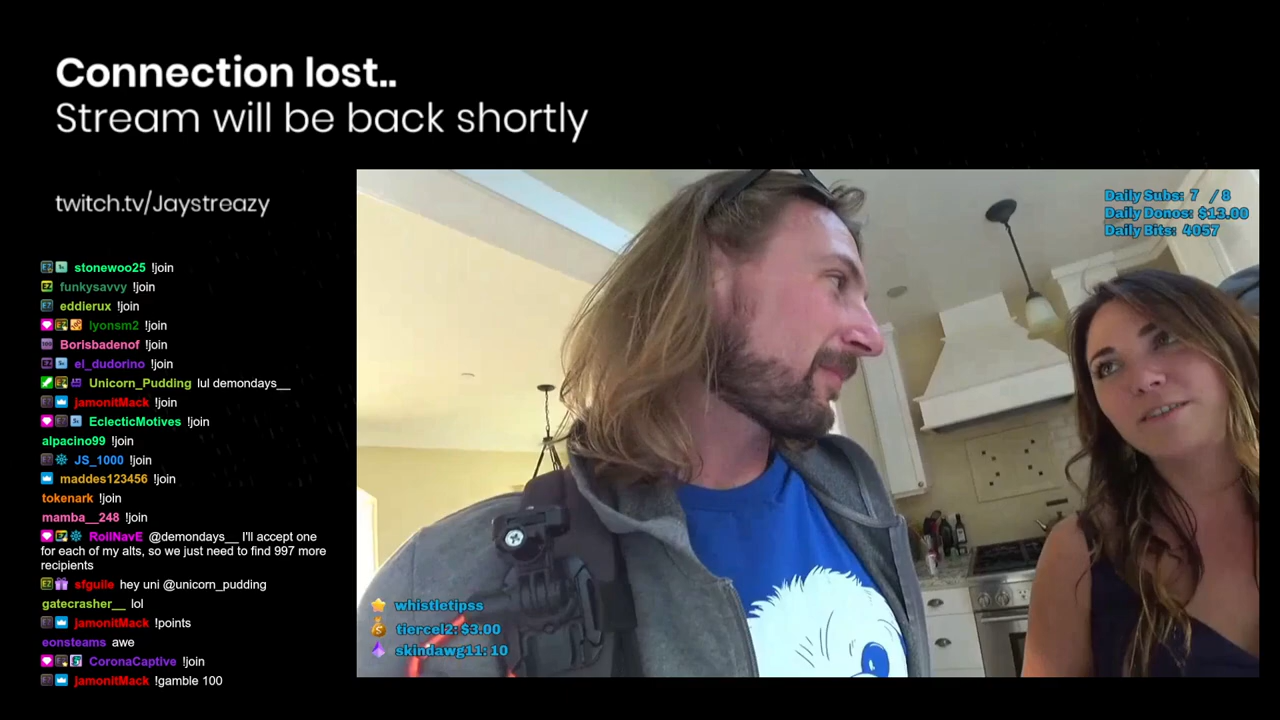 Connection lost..
Stream will be back shortly
twitch.tv/Jaystreazy
stonewoo25 !join
funkysavvy !join
eddierux !join
lyonsm2 !join
Borisbadenof !join
el_dudorino !join
Unicorn_Pudding lul demondays__
jamonitMack !join
EclecticMotives !join
alpacino99 !join
JS_1000 !join
maddes123456 !join
tokenark !join
mamba__248 !join
RollNavE @demondays__ I'll accept one
for each of my alts, so we just need to find 997 more
recipients
sfguile hey uni @unicorn_pudding
gatecrasher__ lol
jamonitMack !points
eonsteams awe
CoronaCaptive !join
jamonitMack !gamble 100
Daily Subs: 7 / 8
Daily Donos: $13.00
Daily Bits: 4057
whistletipss
tiercel2: $3.00
skindawg11: 10